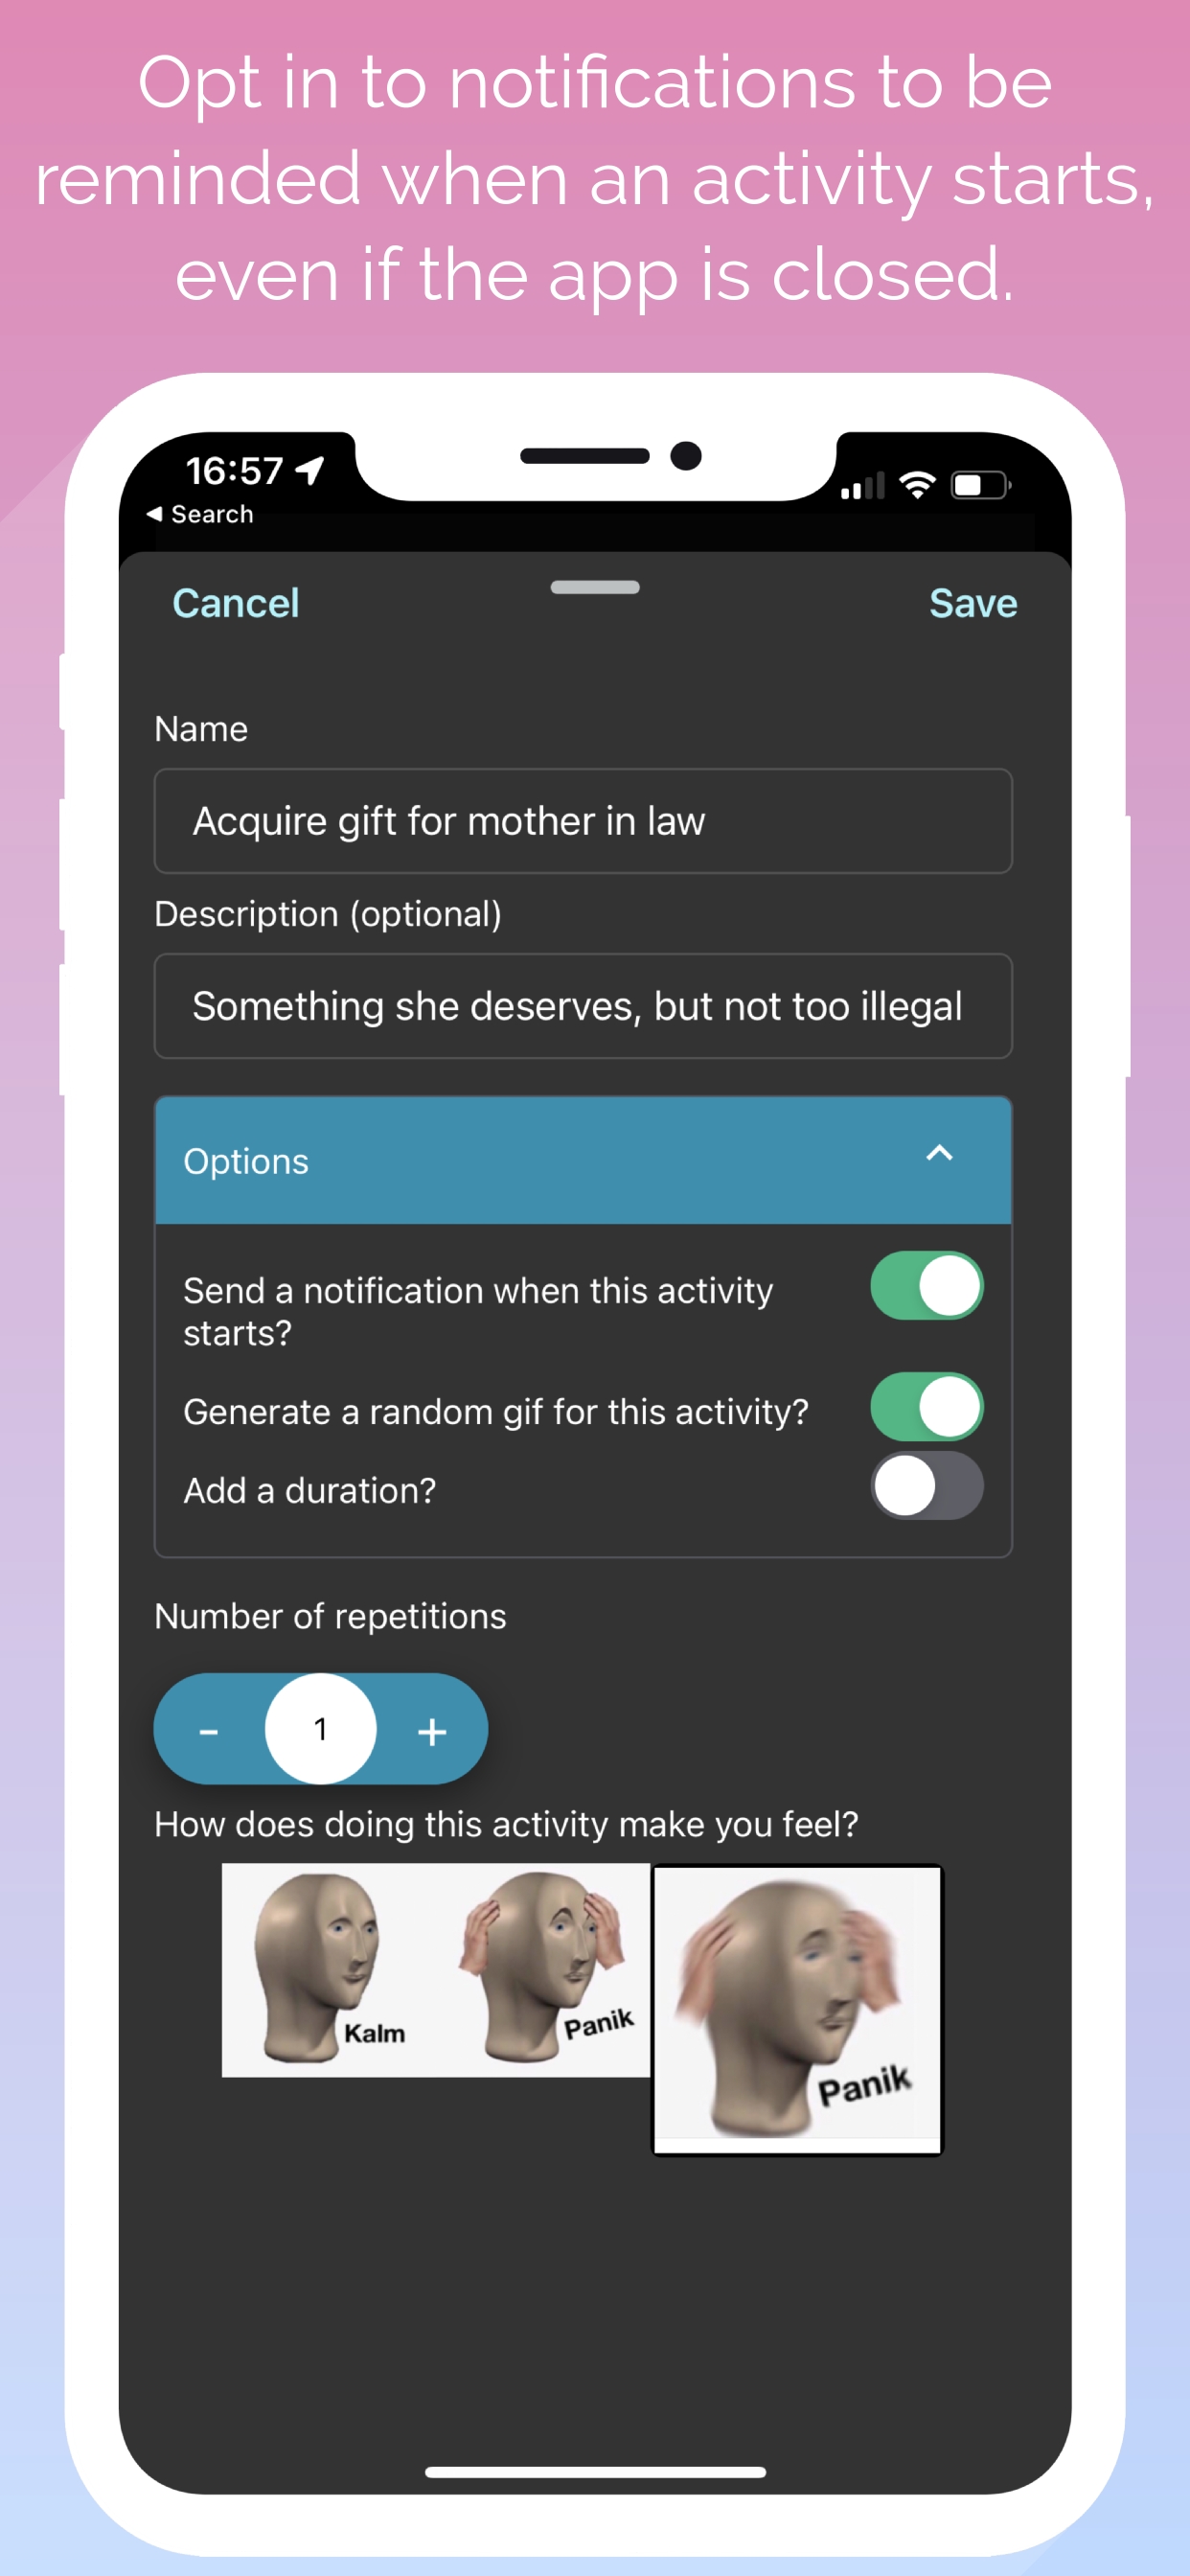 Opt in to notifications to be
reminded when an activity starts,
even if the app is closed.
16:57
Search
Cancel
Save
Name
Acquire gift for mother in law
Description (optional)
Something she deserves, but not too illegal
Options
Send a notification when this activity
starts?
Generate a random gif for this activity?
Add a duration?
Number of repetitions
- 1 +
How does doing this activity make you feel?
Kalm
Panik
Panik